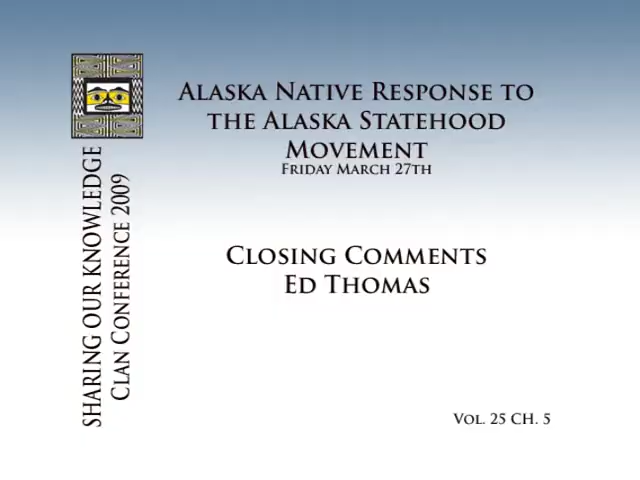 Alaska Native Response to
the Alaska Statehood
Movement
Friday March 27th
SHARING OUR KNOWLEDGE
Clan Conference 2009
Closing Comments
Ed Thomas
Vol. 25 CH. 5